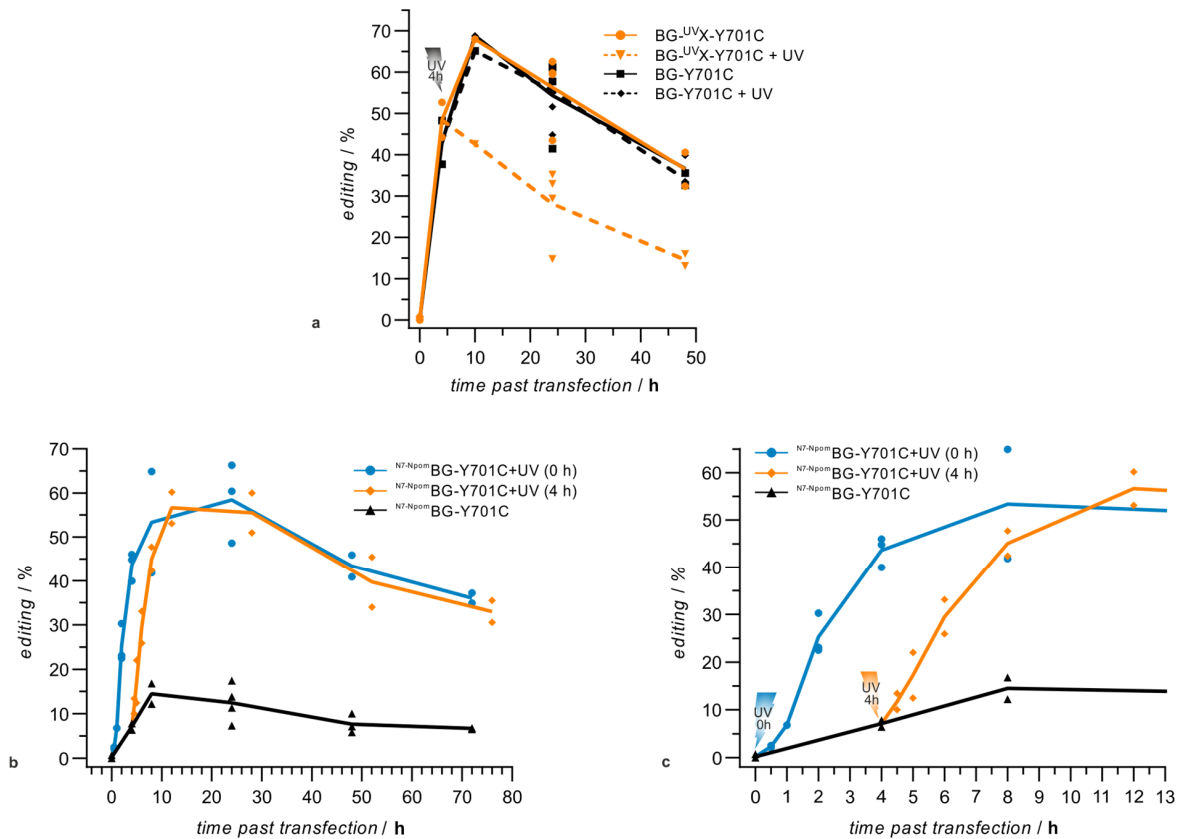 BG-UVX-Y701C
BG-UVX-Y701C + UV
BG-Y701C
BG-Y701C + UV
UV
4h
70
60
50
40
30
20
10
0
editing / %
0 10 20 30 40 50
time past transfection / h
a
N7-NpomBG-Y701C+UV (0 h)
N7-NpomBG-Y701C+UV (4 h)
N7-NpomBG-Y701C
70
60
50
40
30
20
10
0
editing / %
0 10 20 30 40 50 60 70 80
time past transfection / h
b
N7-NpomBG-Y701C+UV (0 h)
N7-NpomBG-Y701C+UV (4 h)
N7-NpomBG-Y701C
UV
0h
UV
4h
60
50
40
30
20
10
0
editing / %
0 1 2 3 4 5 6 7 8 9 10 11 12 13
time past transfection / h
c